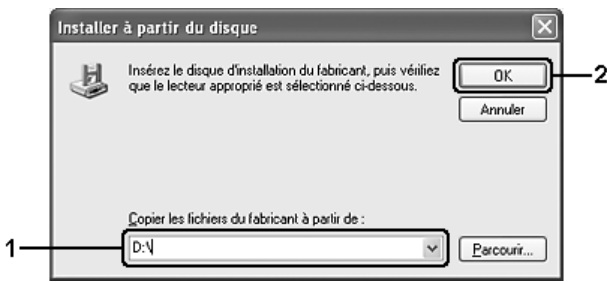 Installer à partir du disque
Insérez le disque d'installation du fabricant, puis vérifiez
que le lecteur approprié est sélectionné ci-dessous.
OK
2
Annuler
Copier les fichiers du fabricant à partir de :
1
D:\
Parcourir...